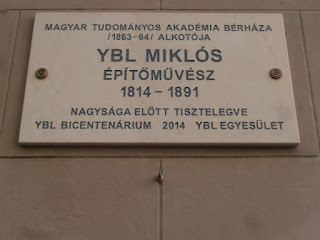 MAGYAR TUDOMÁNYOS AKADÉMIA BÉRHÁZA
/1863-64/ ALKOTÓJA
YBL MIKLÓS
ÉPÍTŐMŰVÉSZ
1814 - 1891
NAGYSÁGA ELŐTT TISZTELEGVE
YBL BICENTENÁRIUM 2014 YBL EGYESÜLET